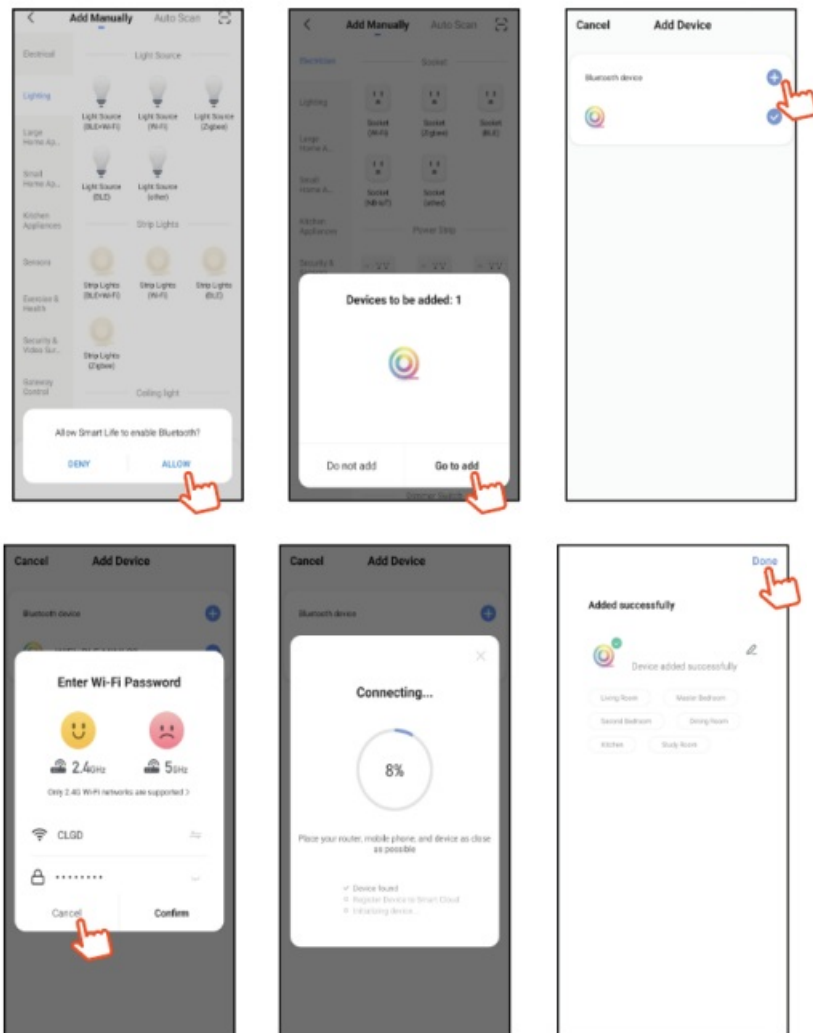 Add Manually Auto Scan
Electrical
Light Source
Lighting
Light Source (BLE+Wi-Fi)
Light Source (Wi-Fi)
Light Source (Zigbee)
Large Home Ap...
Light Source (BLE)
Light Source (other)
Small Home Ap...
Kitchen Appliances
Strip Lights
Sensors
Strip Lights (BLE+Wi-Fi)
Strip Lights (Wi-Fi)
Strip Lights (BLE)
Exercise & Health
Security & Video Sur...
Strip Lights (Zigbee)
Gateway Control
Ceiling light
Allow Smart Life to enable Bluetooth?
DENY ALLOW
Add Manually Auto Scan
Electrical
Socket
Lighting
Socket (Wi-Fi)
Socket (Zigbee)
Socket (BLE)
Large Home A...
Small Home A...
Socket (NB-IoT)
Socket (other)
Kitchen Appliances
Power Strip
Security &
Devices to be added: 1
Do not add Go to add
Dimmer Switch
Cancel Add Device
Bluetooth device
Cancel Add Device
Bluetooth device
Enter Wi-Fi Password
2.4GHz 5GHz
Only 2.4G Wi-Fi networks are supported >
CLGD
Cancel Confirm
Cancel Add Device
Bluetooth device
Connecting...
8%
Place your router, mobile phone, and device as close
as possible
Device found
Register Device to Smart Cloud
Initializing device...
Done
Added successfully
Device added successfully
Living Room Master Bedroom
Second Bedroom Dining Room
Kitchen Study Room